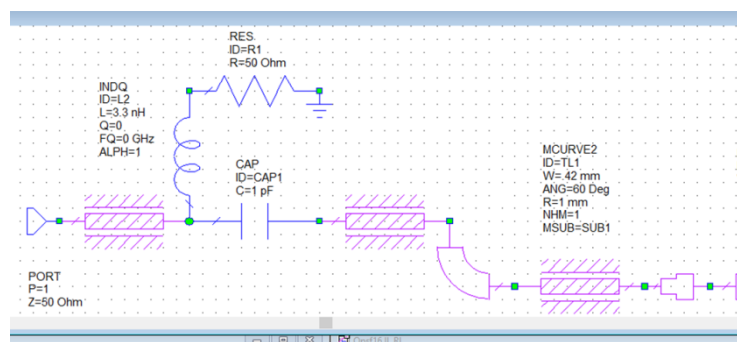 RES
ID=R1
R=50 Ohm
INDQ
ID=L2
L=3.3 nH
Q=0
FQ=0 GHz
ALPH=1
CAP
ID=CAP1
C=1 pF
MCURVE2
ID=TL1
W=.42 mm
ANG=60 Deg
R=1 mm
NHM=1
MSUB=SUB1
PORT
P=1
Z=50 Ohm